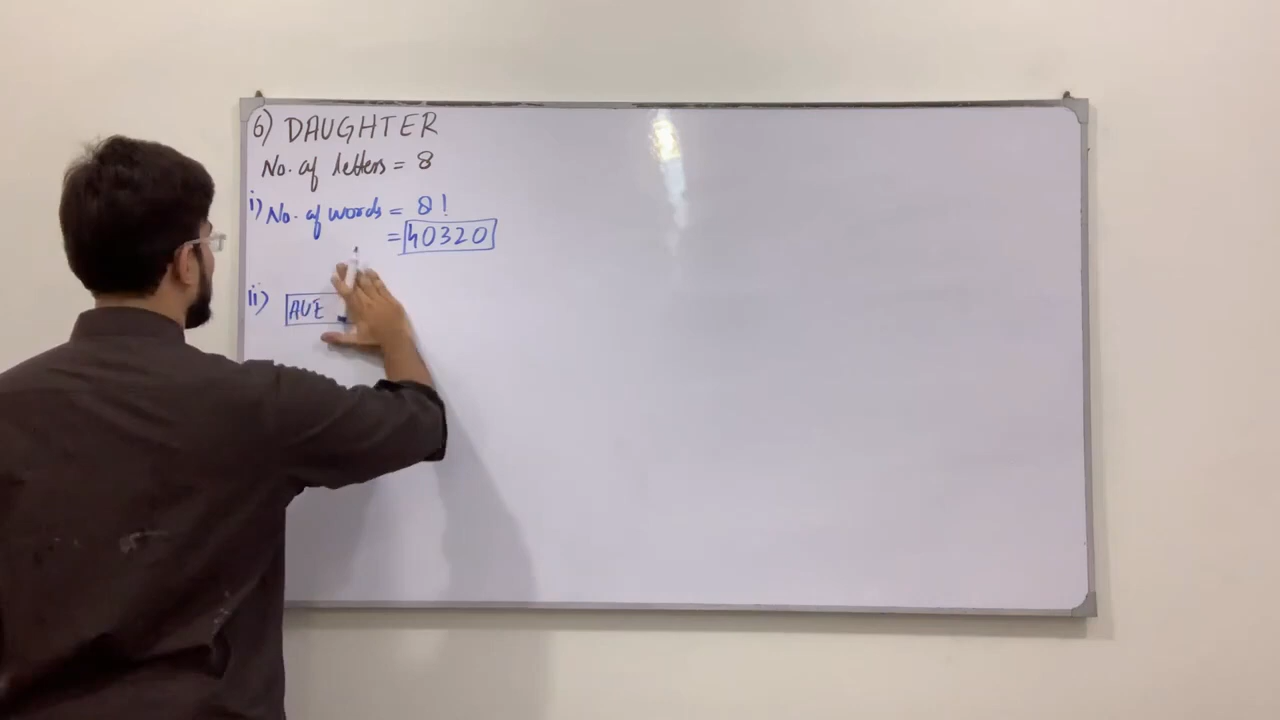 6) DAUGHTER
No. of letters = 8
i) No. of words = 8!
= 40320
ii) AUE